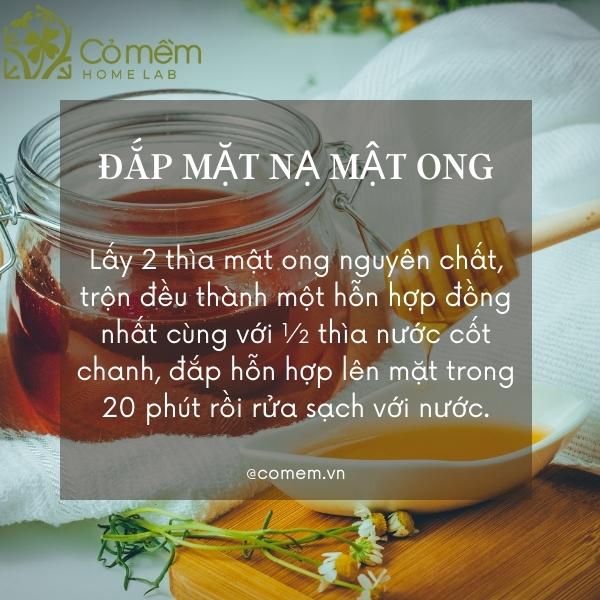 Cỏ mềm
HOME LAB
ĐẮP MẶT NẠ MẬT ONG
Lấy 2 thìa mật ong nguyên chất,
trộn đều thành một hỗn hợp đồng
nhất cùng với ½ thìa nước cốt
chanh, đắp hỗn hợp lên mặt trong
20 phút rồi rửa sạch với nước.
@comem.vn